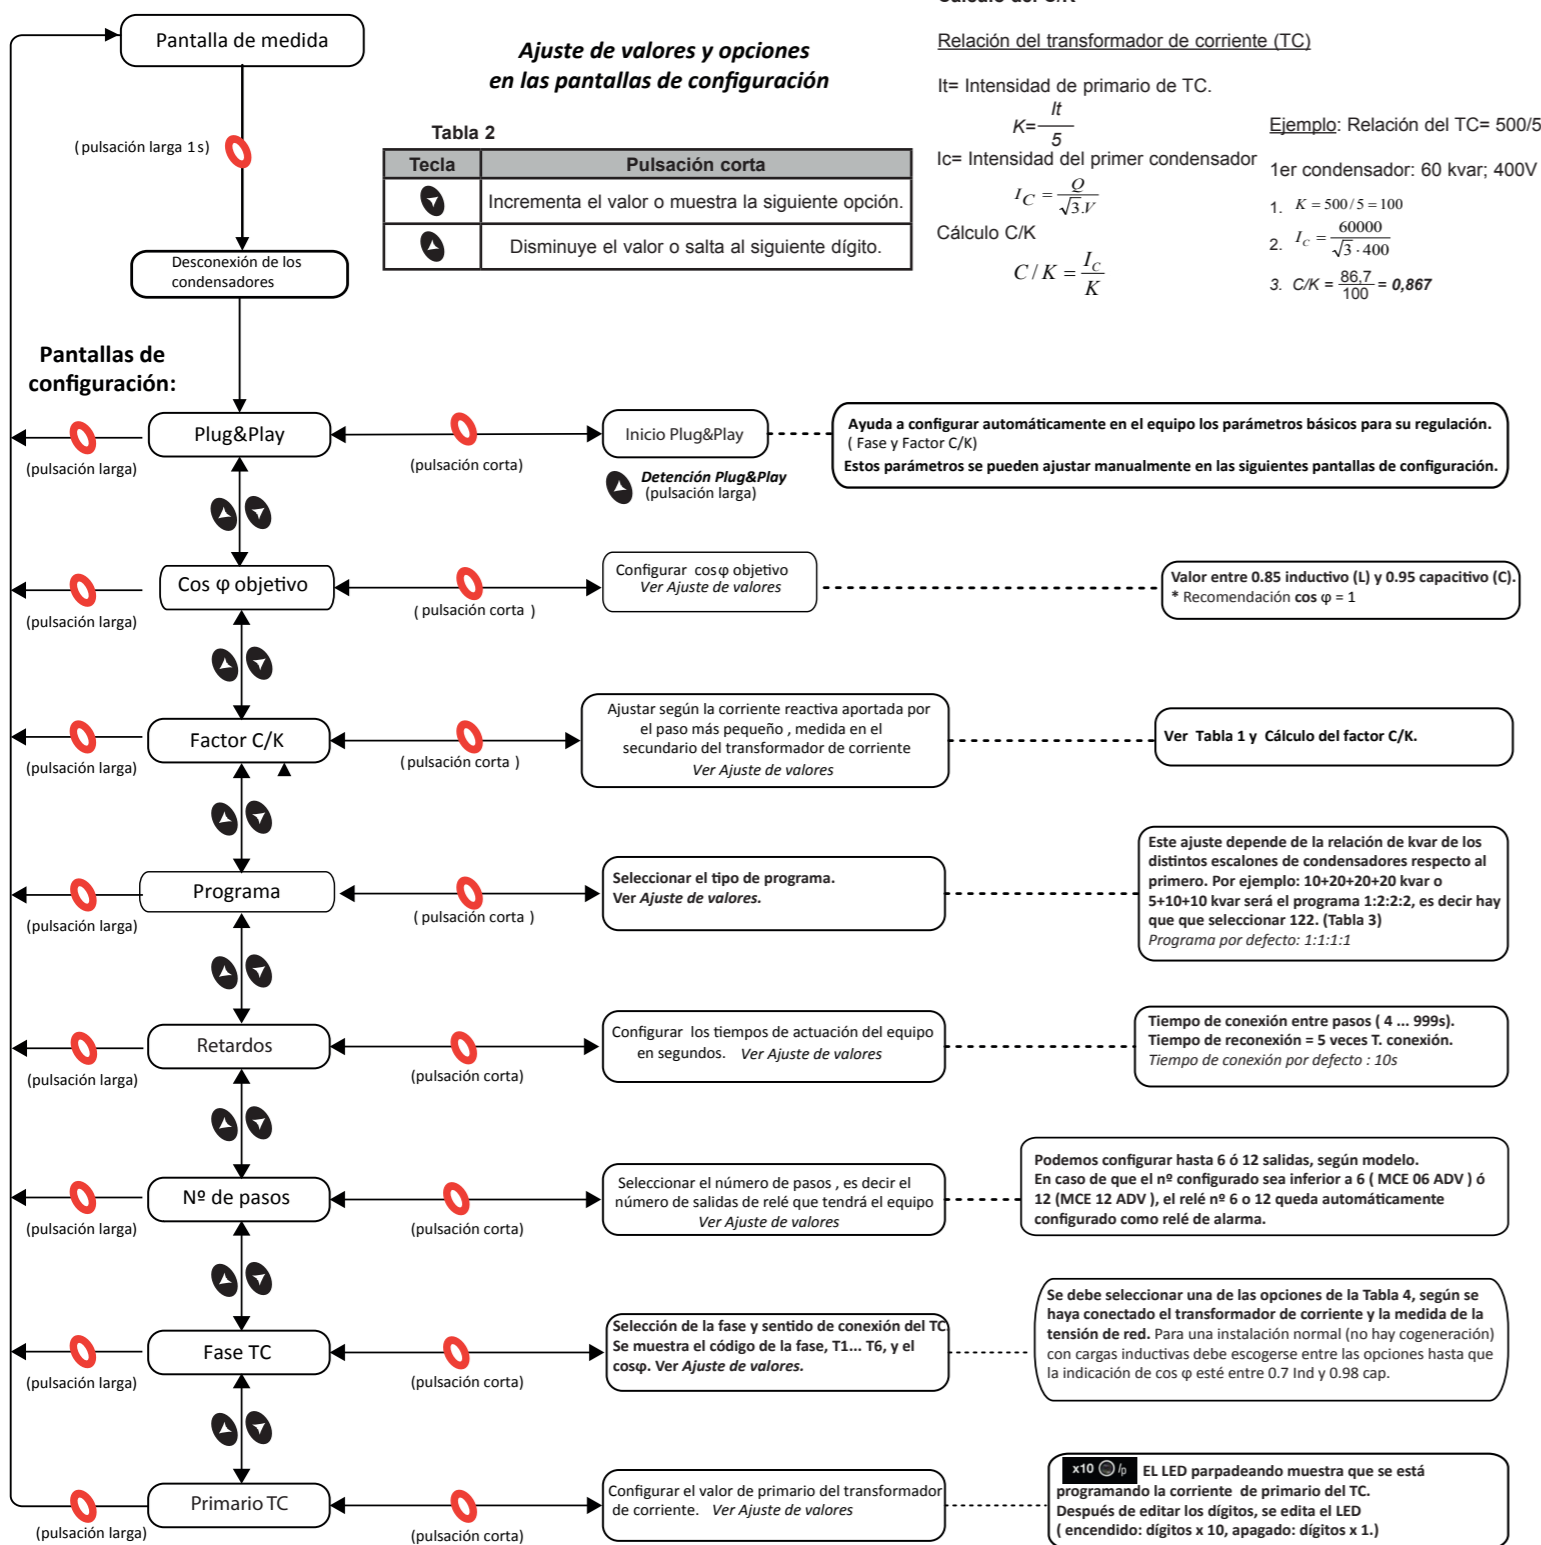 Cálculo del C/K
Pantalla de medida
Ajuste de valores y opciones
en las pantallas de configuración
Relación del transformador de corriente (TC)
It= Intensidad de primario de TC.
K=It/5
Ejemplo: Relación del TC= 500/5
(pulsación larga 1s)
Tabla 2
Tecla Pulsación corta
Incrementa el valor o muestra la siguiente opción.
Disminuye el valor o salta al siguiente dígito.
Ic= Intensidad del primer condensador
I_C = Q/√3.V
Cálculo C/K
C / K = I_C/K
1er condensador: 60 kvar; 400V
1. K = 500/5 = 100
2. I_C = 60000/√3 · 400
3. C/K = 86,7/100 = 0,867
Desconexión de los
condensadores
Pantallas de
configuración:
Plug&Play
(pulsación larga)
(pulsación corta)
Inicio Plug&Play
Detención Plug&Play
(pulsación larga)
Ayuda a configurar automáticamente en el equipo los parámetros básicos para su regulación.
( Fase y Factor C/K)
Estos parámetros se pueden ajustar manualmente en las siguientes pantallas de configuración.
Cos φ objetivo
(pulsación larga)
( pulsación corta )
Configurar cosφ objetivo
Ver Ajuste de valores
Valor entre 0.85 inductivo (L) y 0.95 capacitivo (C).
* Recomendación cos φ = 1
Factor C/K
(pulsación larga)
( pulsación corta )
Ajustar según la corriente reactiva aportada por
el paso más pequeño , medida en el
secundario del transformador de corriente
Ver Ajuste de valores
Ver Tabla 1 y Cálculo del factor C/K.
Programa
(pulsación larga)
( pulsación corta )
Seleccionar el tipo de programa.
Ver Ajuste de valores.
Este ajuste depende de la relación de kvar de los
distintos escalones de condensadores respecto al
primero. Por ejemplo: 10+20+20+20 kvar o
5+10+10 kvar será el programa 1:2:2:2, es decir hay
que que seleccionar 122. (Tabla 3)
Programa por defecto: 1:1:1:1
Retardos
(pulsación larga)
(pulsación corta)
Configurar los tiempos de actuación del equipo
en segundos. Ver Ajuste de valores
Tiempo de conexión entre pasos ( 4 ... 999s).
Tiempo de reconexión = 5 veces T. conexión.
Tiempo de conexión por defecto : 10s
Nº de pasos
(pulsación larga)
(pulsación corta)
Seleccionar el número de pasos , es decir el
número de salidas de relé que tendrá el equipo
Ver Ajuste de valores
Podemos configurar hasta 6 ó 12 salidas, según modelo.
En caso de que el nº configurado sea inferior a 6 ( MCE 06 ADV ) ó
12 (MCE 12 ADV ), el relé nº 6 o 12 queda automáticamente
configurado como relé de alarma.
Fase TC
(pulsación larga)
(pulsación corta)
Selección de la fase y sentido de conexión del TC.
Se muestra el código de la fase, T1... T6, y el
cosφ. Ver Ajuste de valores.
Se debe seleccionar una de las opciones de la Tabla 4, según se
haya conectado el transformador de corriente y la medida de la
tensión de red. Para una instalación normal (no hay cogeneración)
con cargas inductivas debe escogerse entre las opciones hasta que
la indicación de cos φ esté entre 0.7 Ind y 0.98 cap.
Primario TC
(pulsación larga)
(pulsación corta)
Configurar el valor de primario del transformador
de corriente. Ver Ajuste de valores
x10 Ip EL LED parpadeando muestra que se está
programando la corriente de primario del TC.
Después de editar los dígitos, se edita el LED
( encendido: dígitos x 10, apagado: dígitos x 1.)